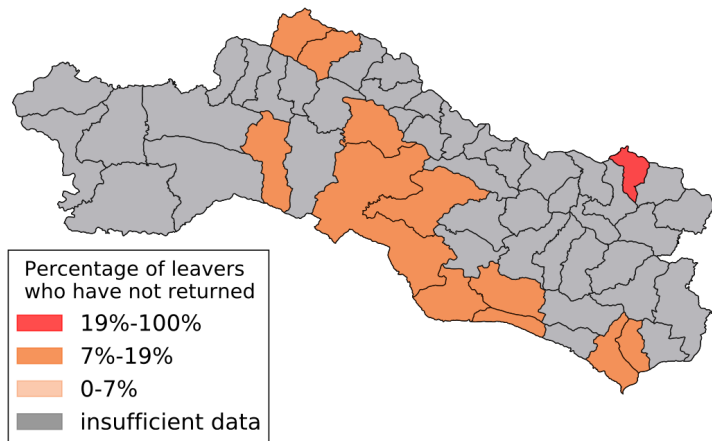 Percentage of leavers
who have not returned
19%-100%
7%-19%
0-7%
insufficient data